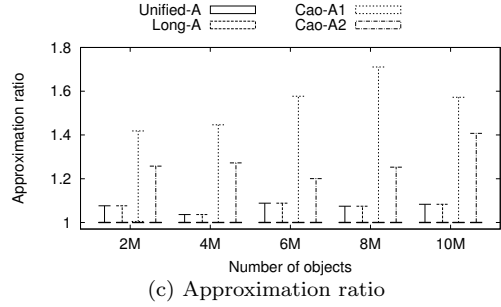 Unified-A Cao-A1
Long-A Cao-A2
Approximation ratio
1.8
1.6
1.4
1.2
1
2M 4M 6M 8M 10M
Number of objects
(c) Approximation ratio